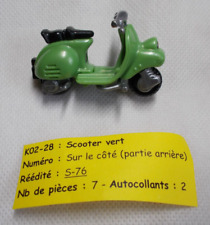 K02-28 : Scooter vert
Numéro : Sur le côté (partie arrière)
Réédité : S-76
Nb de pièces : 7 - Autocollants : 2